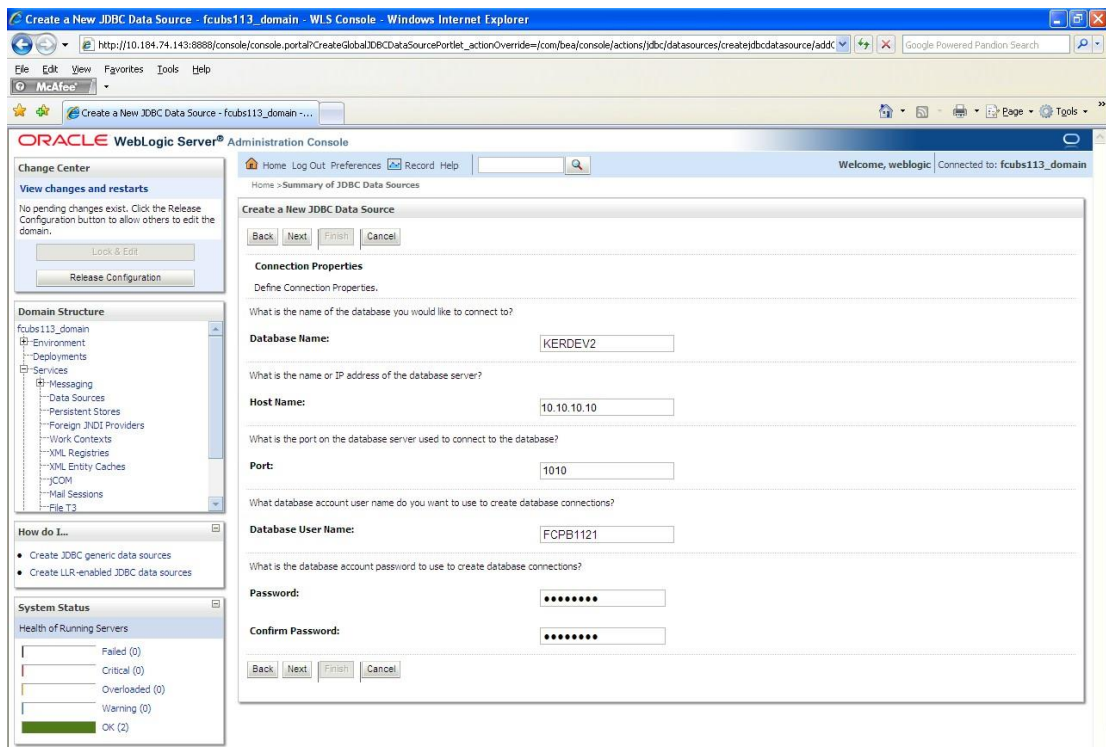 Create a New JDBC Data Source - fcubs113_domain - WLS Console - Windows Internet Explorer
http://10.184.74.143:8888/console/console.portal?CreateGlobalJDBCDataSourcePortlet_actionOverride=/com/bea/console/actions/jdbc/datasources/createjdbcdatasource/addC
Google Powered Pandion Search
File Edit View Favorites Tools Help
McAfee
Create a New JDBC Data Source - fcubs113_domain -...
Page Tools
ORACLE WebLogic Server® Administration Console
Change Center
View changes and restarts
No pending changes exist. Click the Release
Configuration button to allow others to edit the
domain.
Lock & Edit
Release Configuration
Domain Structure
fcubs113_domain
Environment
Deployments
Services
Messaging
Data Sources
Persistent Stores
Foreign JNDI Providers
Work Contexts
XML Registries
XML Entity Caches
jCOM
Mail Sessions
File T3
How do I...
Create JDBC generic data sources
Create LLR-enabled JDBC data sources
System Status
Health of Running Servers
Failed (0)
Critical (0)
Overloaded (0)
Warning (0)
OK (2)
Home Log Out Preferences Record Help
Welcome, weblogic Connected to: fcubs113_domain
Home >Summary of JDBC Data Sources
Create a New JDBC Data Source
Back Next Finish Cancel
Connection Properties
Define Connection Properties.
What is the name of the database you would like to connect to?
Database Name: KERDEV2
What is the name or IP address of the database server?
Host Name: 10.10.10.10
What is the port on the database server used to connect to the database?
Port: 1010
What database account user name do you want to use to create database connections?
Database User Name: FCPB1121
What is the database account password to use to create database connections?
Password: ●●●●●●●●
Confirm Password: ●●●●●●●●
Back Next Finish Cancel